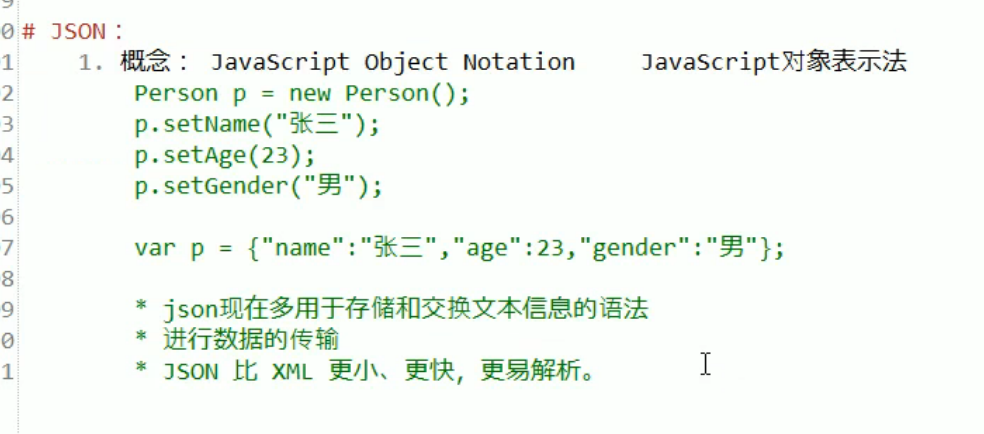 9
0 # JSON：
1 1. 概念： JavaScript Object Notation JavaScript对象表示法
2 Person p = new Person();
3 p.setName("张三");
4 p.setAge(23);
5 p.setGender("男");
6
7 var p = {"name":"张三","age":23,"gender":"男"};
8
9 * json现在多用于存储和交换文本信息的语法
0 * 进行数据的传输
1 * JSON 比 XML 更小、更快，更易解析。